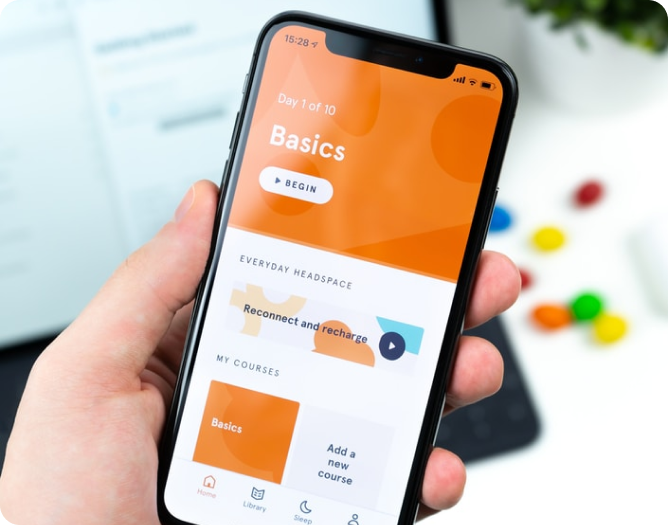 15:28
Day 1 of 10
Basics
BEGIN
EVERYDAY HEADSPACE
Reconnect and recharge
MY COURSES
Basics
Add a
new
course
Home
Library
Sleep